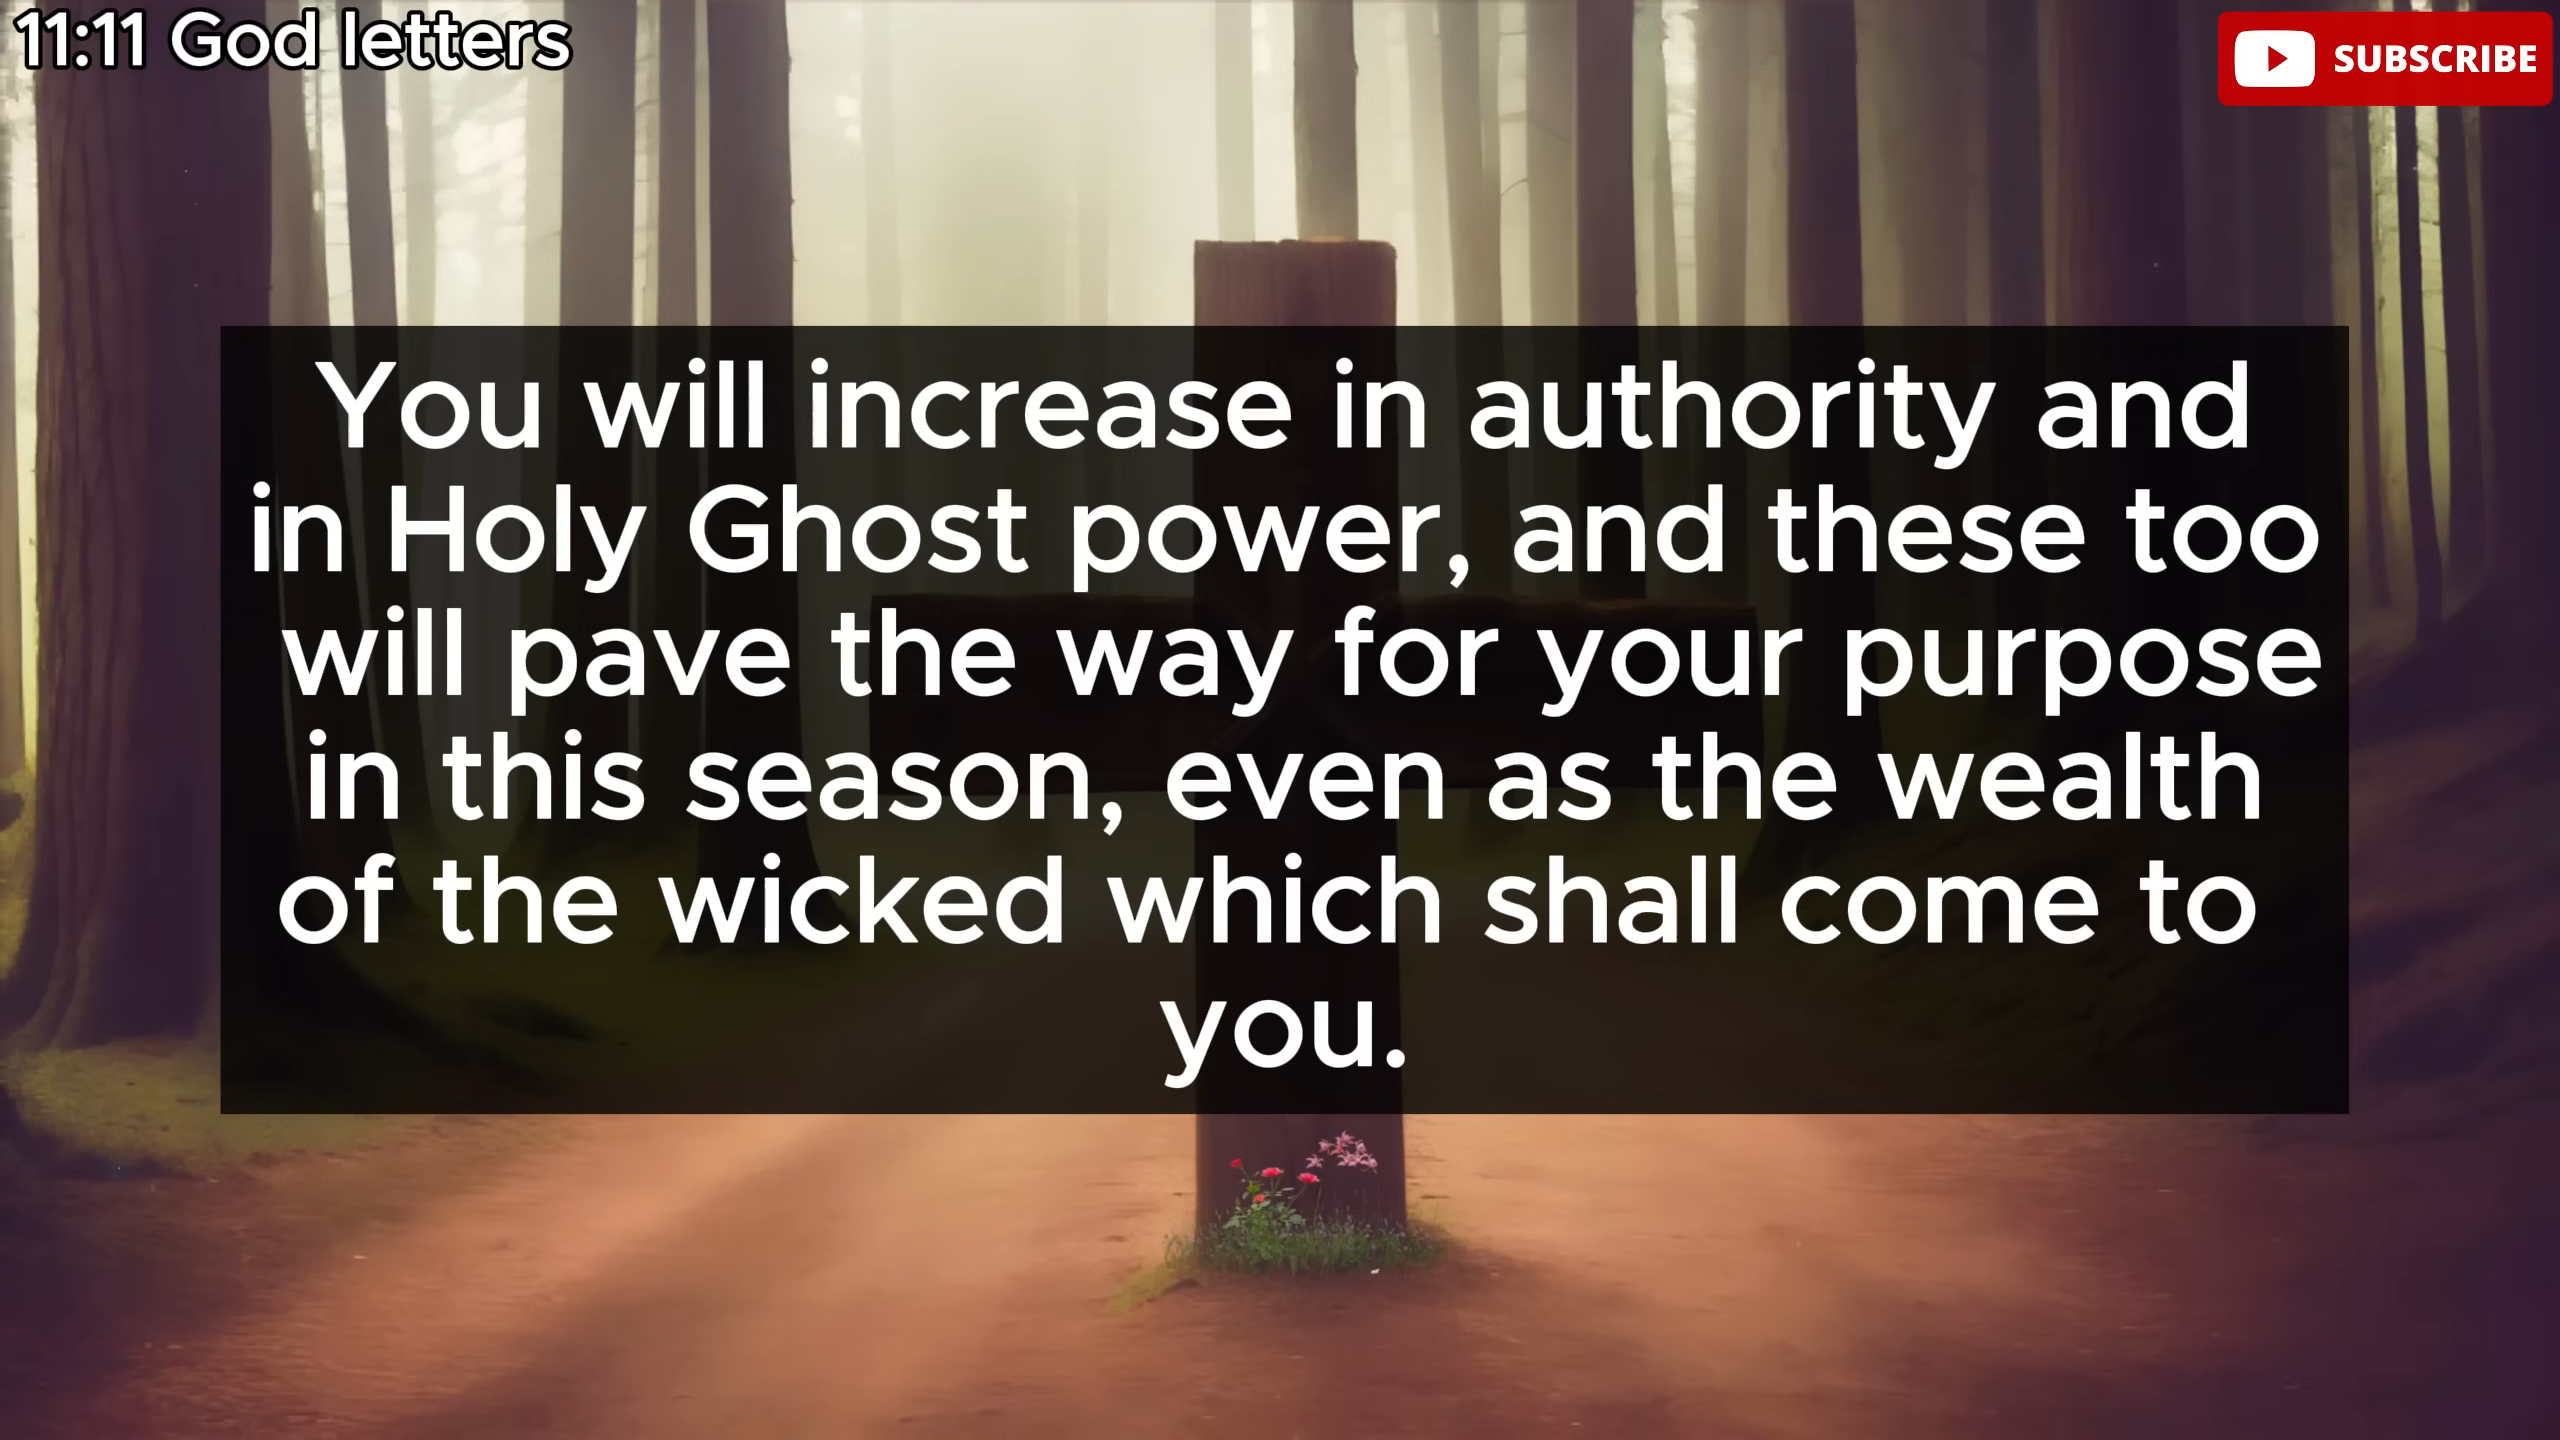 11:11 God letters
SUBSCRIBE
You will increase in authority and
in Holy Ghost power, and these too
will pave the way for your purpose
in this season, even as the wealth
of the wicked which shall come to
you.